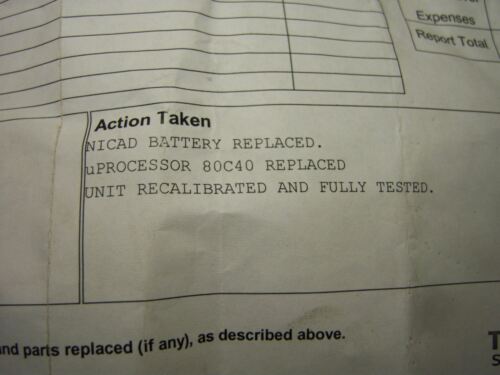 Expenses
Report Total
Action Taken
NICAD BATTERY REPLACED.
uPROCESSOR 80C40 REPLACED
UNIT RECALIBRATED AND FULLY TESTED.
and parts replaced (if any), as described above.